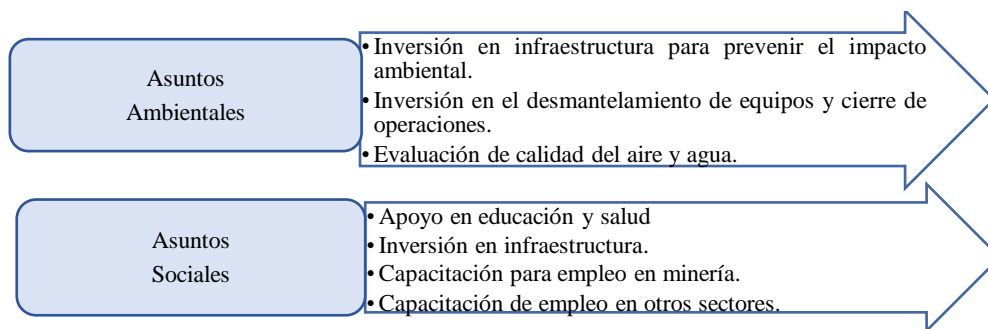 Asuntos
Ambientales
• Inversión en infraestructura para prevenir el impacto
ambiental.
• Inversión en el desmantelamiento de equipos y cierre de
operaciones.
• Evaluación de calidad del aire y agua.
Asuntos
Sociales
• Apoyo en educación y salud
• Inversión en infraestructura.
• Capacitación para empleo en minería.
• Capacitación de empleo en otros sectores.